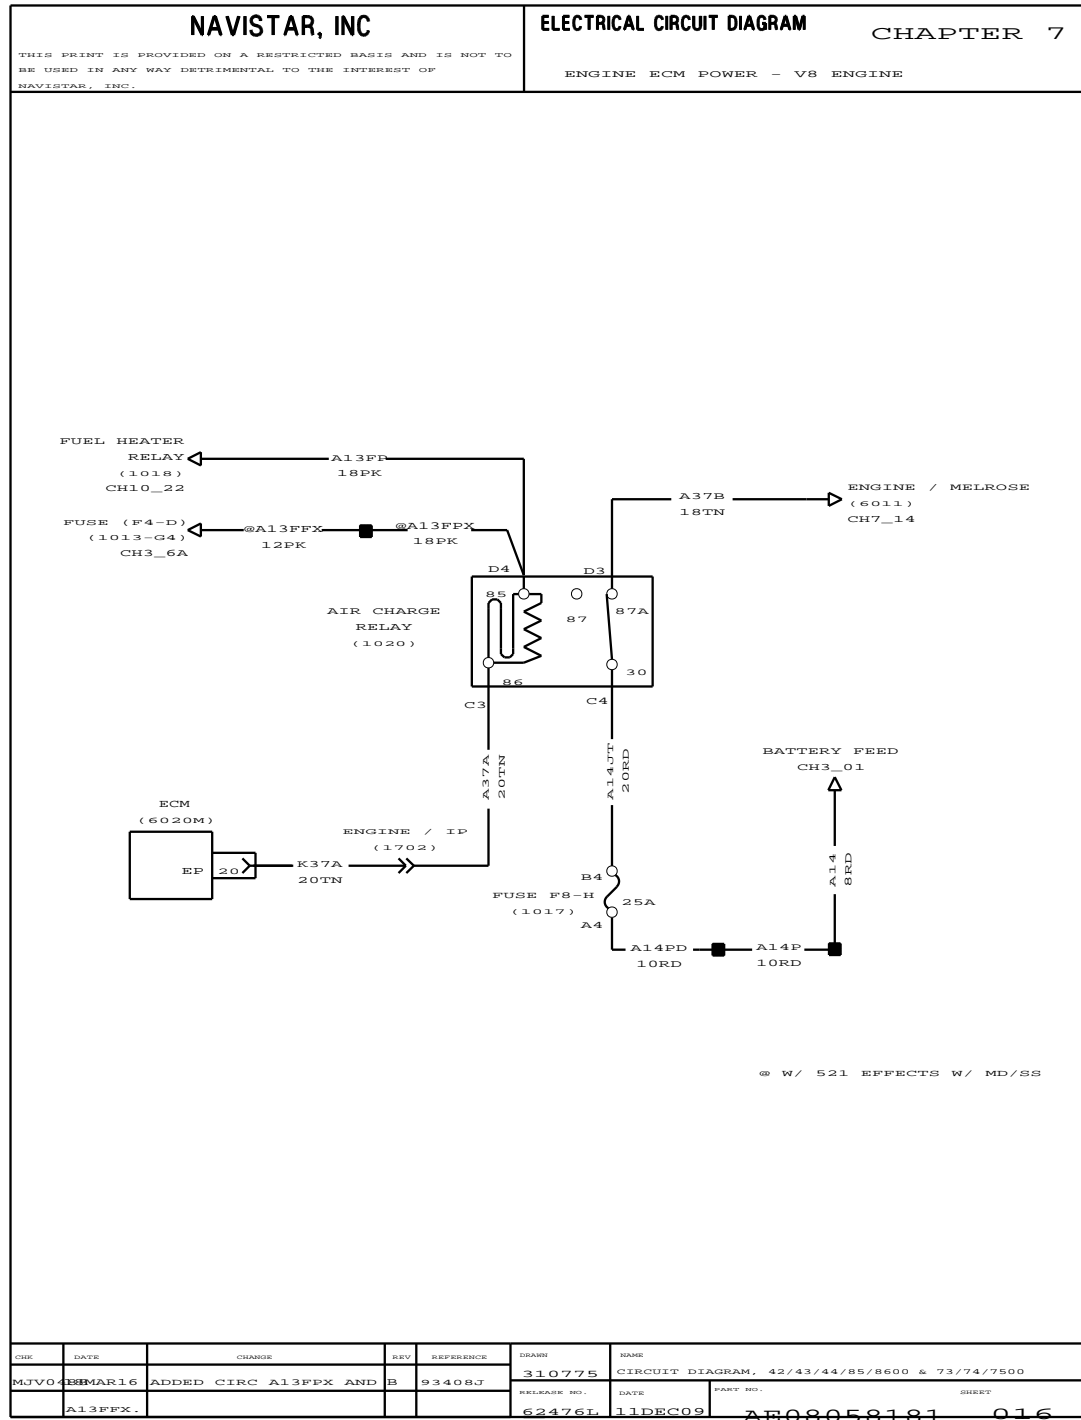 NAVISTAR, INC
THIS PRINT IS PROVIDED ON A RESTRICTED BASIS AND IS NOT TO
BE USED IN ANY WAY DETRIMENTAL TO THE INTEREST OF
NAVISTAR, INC.
ELECTRICAL CIRCUIT DIAGRAM
CHAPTER 7
ENGINE ECM POWER - V8 ENGINE
FUEL HEATER
RELAY
(1018)
CH10_22
A13FP
18PK
FUSE (F4-D)
(1013-G4)
CH3_6A
@A13FFX
12PK
@A13FPX
18PK
A37B
18TN
ENGINE / MELROSE
(6011)
CH7_14
D4
D3
85
87
87A
30
86
AIR CHARGE
RELAY
(1020)
C3
C4
A37A
20TN
A14JT
20RD
BATTERY FEED
CH3_01
A14
8RD
ECM
(6020M)
EP
20
K37A
20TN
ENGINE / IP
(1702)
B4
FUSE F8-H
(1017)
25A
A4
A14PD
10RD
A14P
10RD
@ W/ 521 EFFECTS W/ MD/SS
CHK DATE CHANGE REV REFERENCE DRAWN NAME
MAR16 ADDED CIRC A13FPX AND B 93408J 310775 CIRCUIT DIAGRAM, 42/43/44/85/8600 & 73/74/7500
RELEASE NO. DATE PART NO. SHEET
A13FFX. 62476L 11DEC09 AE08058181 016